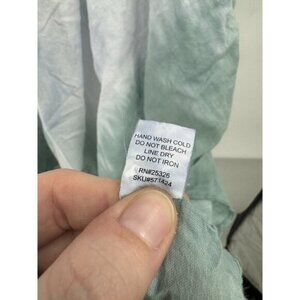 HAND WASH COLD
DO NOT BLEACH
LINE DRY
DO NOT IRON
RN#25326
SKU#571424